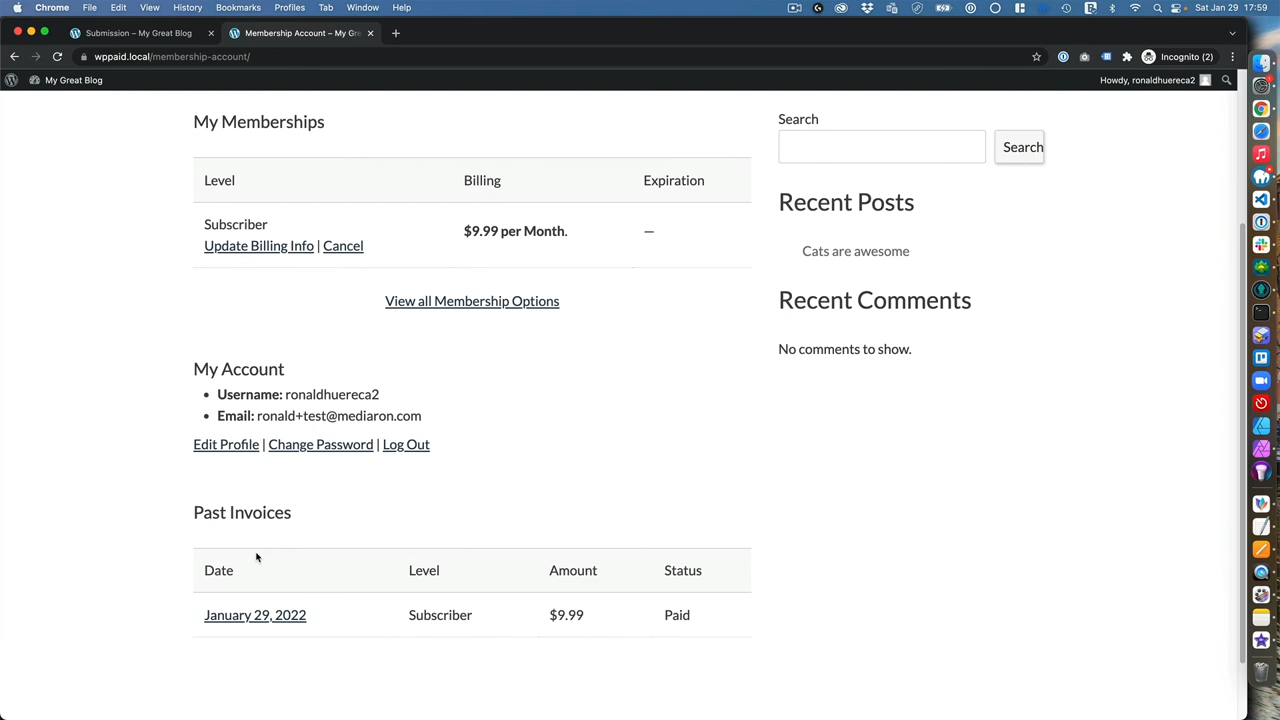 Chrome File Edit View History Bookmarks Profiles Tab Window Help Sat Jan 29 17:59
Submission – My Great Blog
Membership Account – My Gre
wppaid.local/membership-account/
Incognito (2)
My Great Blog
Howdy, ronaldhuereca2
My Memberships
Level Billing Expiration
Subscriber
Update Billing Info | Cancel
$9.99 per Month.
—
View all Membership Options
My Account
• Username: ronaldhuereca2
• Email: ronald+test@mediaron.com
Edit Profile | Change Password | Log Out
Past Invoices
Date Level Amount Status
January 29, 2022 Subscriber $9.99 Paid
Search
Search
Recent Posts
Cats are awesome
Recent Comments
No comments to show.